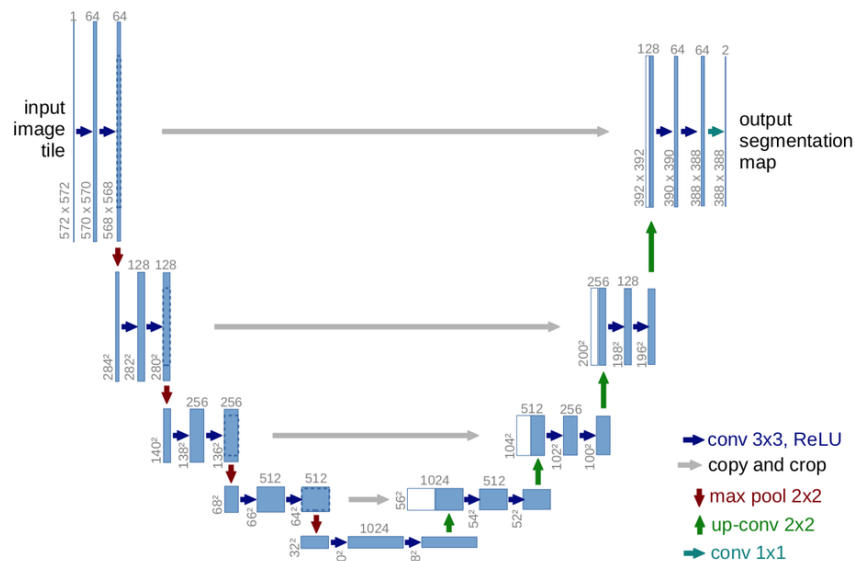 1 64 64
128 64 64 2
input
image
tile
output
segmentation
map
572 x 572
570 x 570
568 x 568
392 x 392
390 x 390
388 x 388
388 x 388
128 128
256 128
284²
282²
280²
200²
198²
196²
256 256
512 256
140²
138²
136²
104²
102²
100²
512 512
1024 512
68²
66²
64²
56²
54²
52²
1024
32²
conv 3x3, ReLU
copy and crop
max pool 2x2
up-conv 2x2
conv 1x1